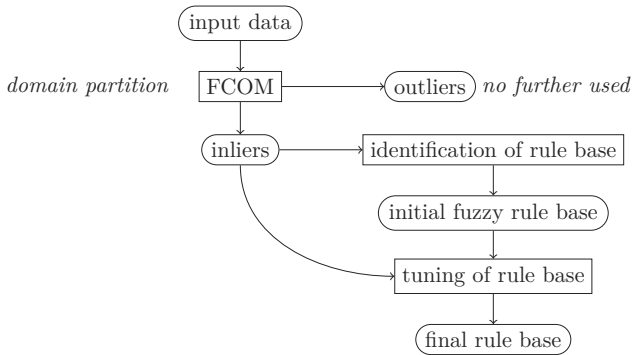 input data
domain partition
FCOM
outliers
no further used
inliers
identification of rule base
initial fuzzy rule base
tuning of rule base
final rule base